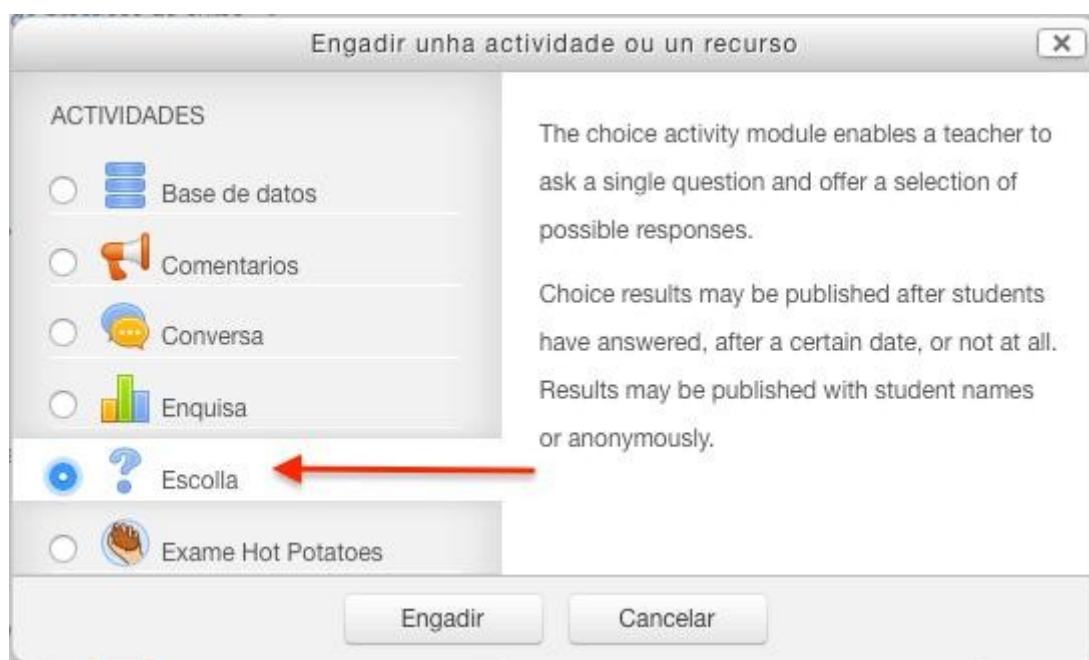 Engadir unha actividade ou un recurso
ACTIVIDADES
Base de datos
Comentarios
Conversa
Enquisa
Escolla
Exame Hot Potatoes
The choice activity module enables a teacher to
ask a single question and offer a selection of
possible responses.
Choice results may be published after students
have answered, after a certain date, or not at all.
Results may be published with student names
or anonymously.
Engadir
Cancelar